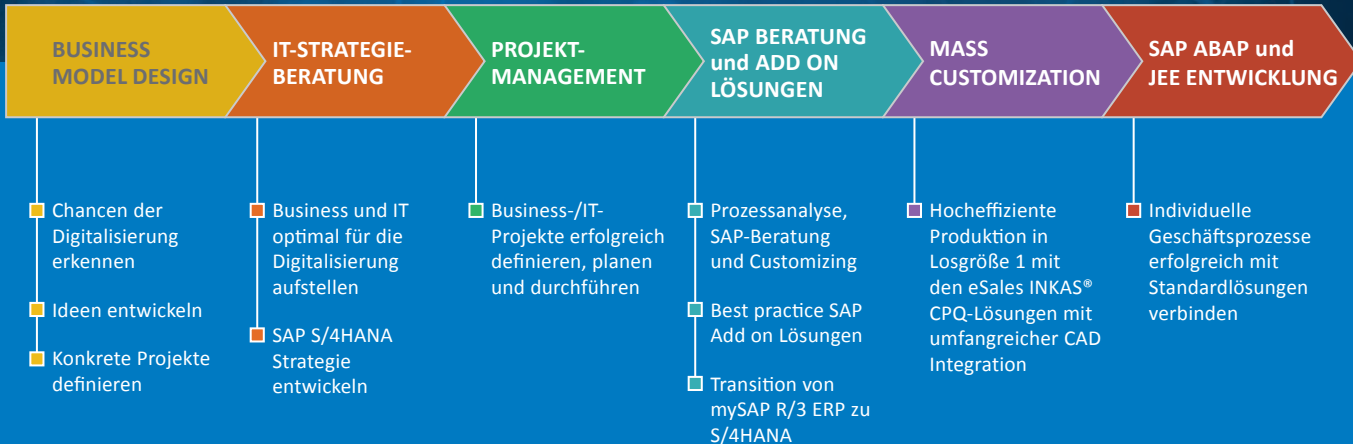 BUSINESS
MODEL DESIGN
IT-STRATEGIE-
BERATUNG
PROJEKT-
MANAGEMENT
SAP BERATUNG
und ADD ON
LÖSUNGEN
MASS
CUSTOMIZATION
SAP ABAP und
JEE ENTWICKLUNG
Chancen der
Digitalisierung
erkennen
Ideen entwickeln
Konkrete Projekte
definieren
Business und IT
optimal für die
Digitalisierung
aufstellen
SAP S/4HANA
Strategie
entwickeln
Business-/IT-
Projekte erfolgreich
definieren, planen
und durchführen
Prozessanalyse,
SAP-Beratung
und Customizing
Best practice SAP
Add on Lösungen
Transition von
mySAP R/3 ERP zu
S/4HANA
Hocheffiziente
Produktion in
Losgröße 1 mit
den eSales INKAS®
CPQ-Lösungen mit
umfangreicher CAD
Integration
Individuelle
Geschäftsprozesse
erfolgreich mit
Standardlösungen
verbinden